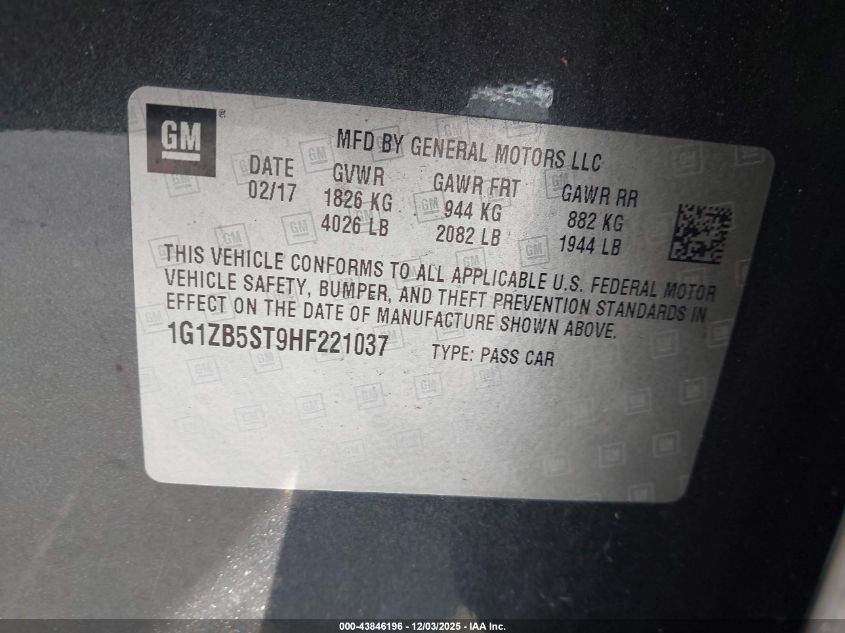 GM
MFD BY GENERAL MOTORS LLC
DATE GVWR GAWR FRT GAWR RR
02/17 1826 KG 944 KG 882 KG
4026 LB 2082 LB 1944 LB
THIS VEHICLE CONFORMS TO ALL APPLICABLE U.S. FEDERAL MOTOR
VEHICLE SAFETY, BUMPER, AND THEFT PREVENTION STANDARDS IN
EFFECT ON THE DATE OF MANUFACTURE SHOWN ABOVE.
1G1ZB5ST9HF221037 TYPE: PASS CAR
000-43846196 - 12/03/2025 - IAA Inc.